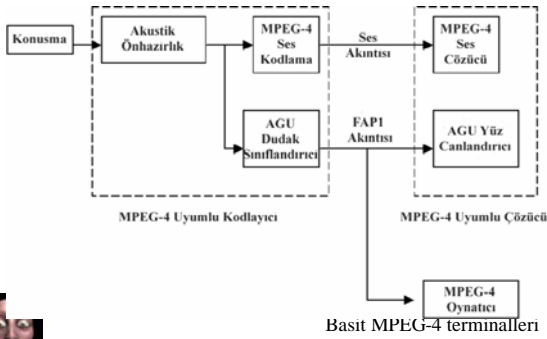 Konusma
Akustik
Önhazırlık
MPEG-4
Ses
Kodlama
Ses
Akıntısı
MPEG-4
Ses
Cözücü
AGU
Dudak
Sınıflandırıcı
FAP1
Akıntısı
AGU Yüz
Canlandırıcı
MPEG-4 Uyumlu Kodlayıcı
MPEG-4 Uyumlu Çözücü
MPEG-4
Oynatıcı
Basit MPEG-4 terminalleri